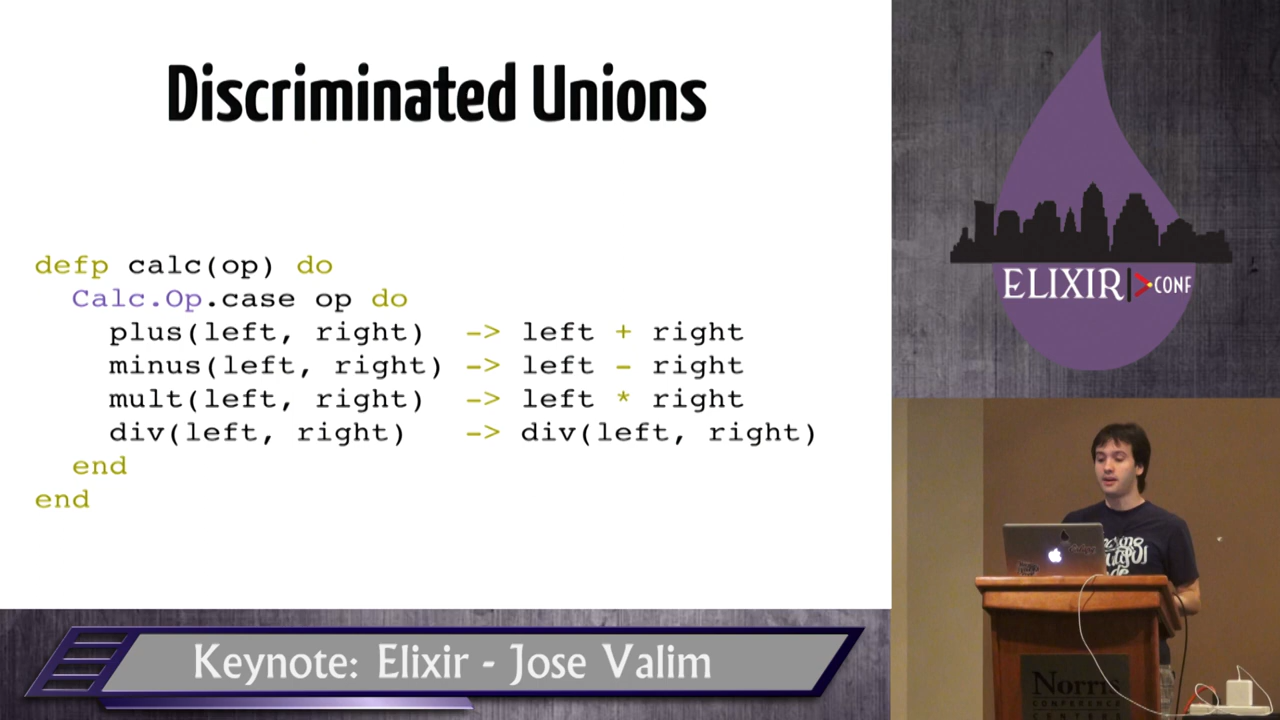 Discriminated Unions
defp calc(op) do
  Calc.Op.case op do
    plus(left, right)   -> left + right
    minus(left, right) -> left - right
    mult(left, right)   -> left * right
    div(left, right)    -> div(left, right)
  end
end
ELIXIR|>CONF
Norris
CONFERENCE
Keynote: Elixir - Jose Valim